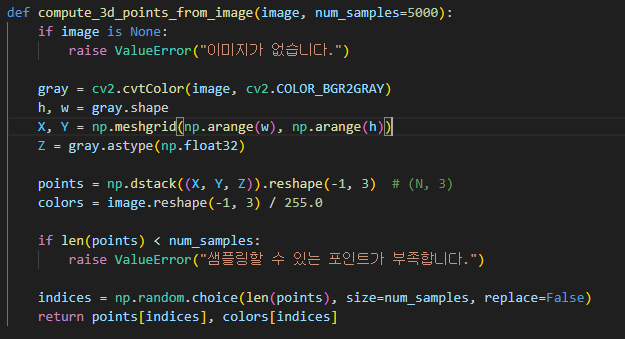 def compute_3d_points_from_image(image, num_samples=5000):
    if image is None:
        raise ValueError("이미지가 없습니다.")
    gray = cv2.cvtColor(image, cv2.COLOR_BGR2GRAY)
    h, w = gray.shape
    X, Y = np.meshgrid(np.arange(w), np.arange(h))
    Z = gray.astype(np.float32)
    points = np.dstack((X, Y, Z)).reshape(-1, 3)  # (N, 3)
    colors = image.reshape(-1, 3) / 255.0
    if len(points) < num_samples:
        raise ValueError("샘플링할 수 있는 포인트가 부족합니다.")
    indices = np.random.choice(len(points), size=num_samples, replace=False)
    return points[indices], colors[indices]